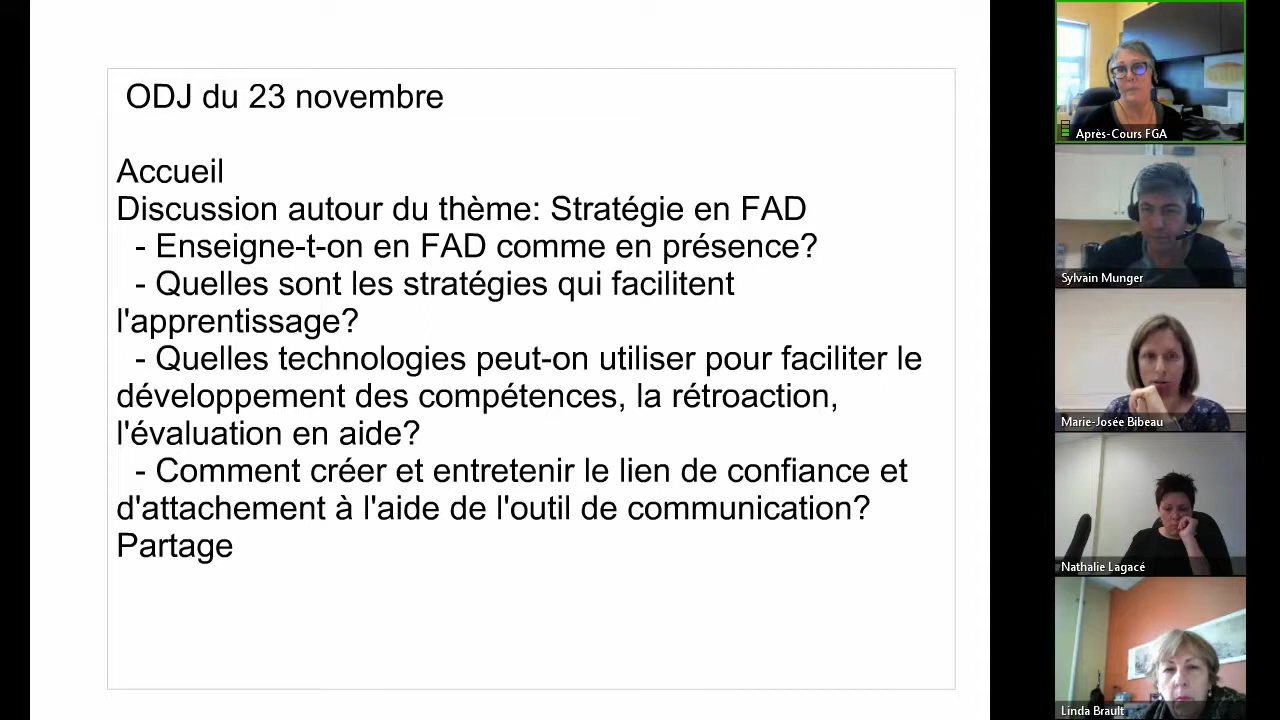 ODJ du 23 novembre
Accueil
Discussion autour du thème: Stratégie en FAD
- Enseigne-t-on en FAD comme en présence?
- Quelles sont les stratégies qui facilitent
l'apprentissage?
- Quelles technologies peut-on utiliser pour faciliter le
développement des compétences, la rétroaction,
l'évaluation en aide?
- Comment créer et entretenir le lien de confiance et
d'attachement à l'aide de l'outil de communication?
Partage
Après-Cours FGA
Sylvain Munger
Marie-Josée Bibeau
Nathalie Lagacé
Linda Brault